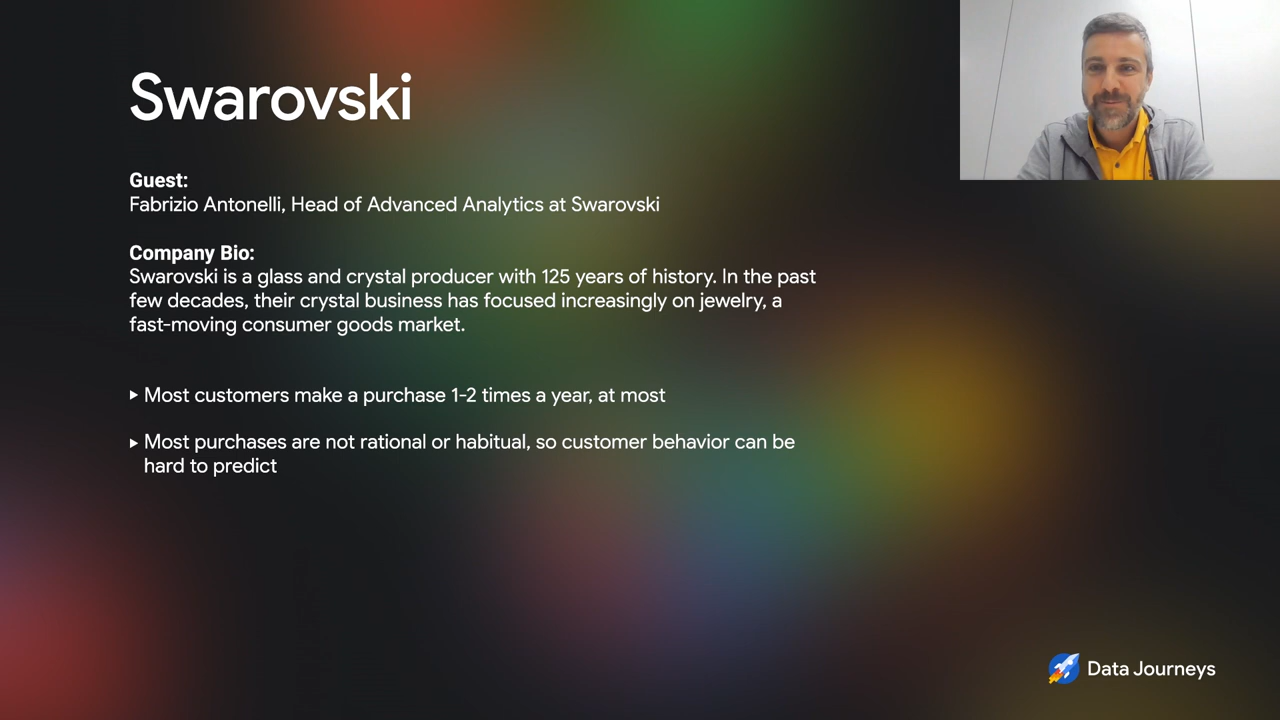 Swarovski
Guest:
Fabrizio Antonelli, Head of Advanced Analytics at Swarovski
Company Bio:
Swarovski is a glass and crystal producer with 125 years of history. In the past
few decades, their crystal business has focused increasingly on jewelry, a
fast-moving consumer goods market.
▸ Most customers make a purchase 1-2 times a year, at most
▸ Most purchases are not rational or habitual, so customer behavior can be
hard to predict
Data Journeys